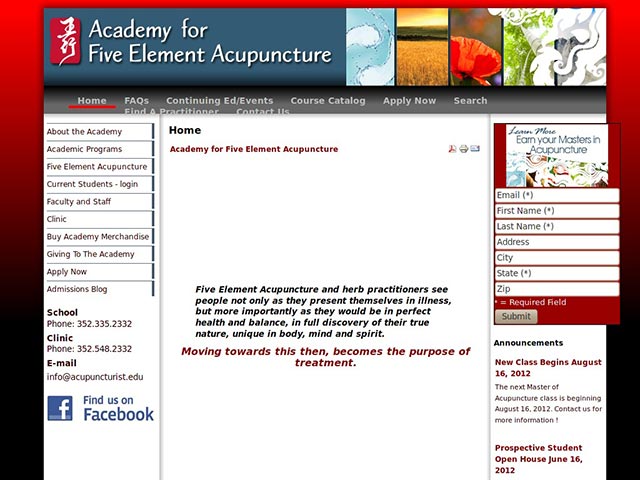 Academy for
Five Element Acupuncture
Home FAQs Continuing Ed/Events Course Catalog Apply Now Search
Find A Practitioner Contact Us
About the Academy
Academic Programs
Five Element Acupuncture
Current Students - login
Faculty and Staff
Clinic
Buy Academy Merchandise
Giving To The Academy
Apply Now
Admissions Blog
School
Phone: 352.335.2332
Clinic
Phone: 352.548.2332
E-mail
info@acupuncturist.edu
Find us on
Facebook
Home
Academy for Five Element Acupuncture
Five Element Acupuncture and herb practitioners see
people not only as they present themselves in illness,
but more importantly as they would be in perfect
health and balance, in full discovery of their true
nature, unique in body, mind and spirit.
Moving towards this then, becomes the purpose of
treatment.
Learn More
Earn your Masters in
Acupuncture
Email (*)
First Name (*)
Last Name (*)
Address
City
State (*)
Zip
* = Required Field
Submit
Announcements
New Class Begins August
16, 2012
The next Master of
Acupuncture class is beginning
August 16, 2012. Contact us for
more information !
Prospective Student
Open House June 16,
2012